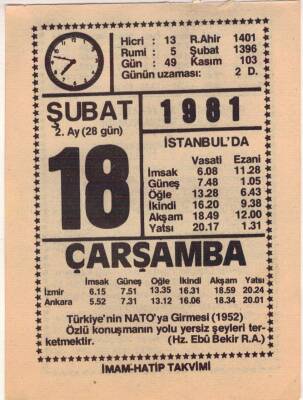 Hicri : 13 R.Ahir 1401
Rumi : 5 Şubat 1396
Gün : 49 Kasım 103
Günün uzaması: 2 D.
ŞUBAT
2. Ay (28 gün)
18
1981
İSTANBUL'DA
Vasati Ezani
İmsak 6.08 11.28
Güneş 7.48 1.05
Öğle 13.28 6.43
İkindi 16.20 9.38
Akşam 18.49 12.00
Yatsı 20.17 1.31
ÇARŞAMBA
İmsak Güneş Öğle İkindi Akşam Yatsı
İzmir 6.15 7.51 13.35 16.31 18.59 20.24
Ankara 5.52 7.31 13.12 16.06 18.34 20.01
Türkiye'nin NATO'ya Girmesi (1952)
Özlü konuşmanın yolu yersiz şeyleri ter-
ketmektir. (Hz. Ebû Bekir R.A.)
İMAM-HATİP TAKVİMİ